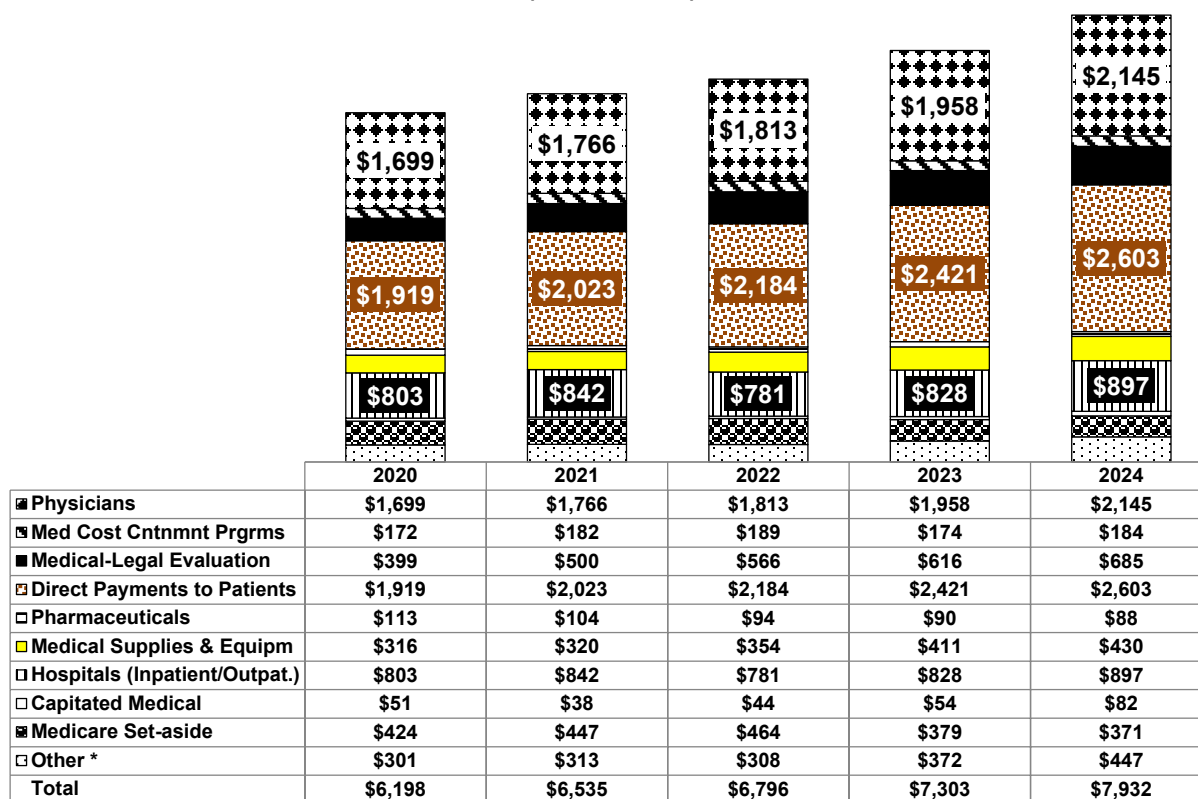 $2,145
$1,958
$1,813
$1,766
$1,699
$2,603
$2,421
$2,184
$2,023
$1,919
$897
$828
$781
$842
$803
2020 2021 2022 2023 2024
Physicians $1,699 $1,766 $1,813 $1,958 $2,145
Med Cost Cntnmnt Prgrms $172 $182 $189 $174 $184
Medical-Legal Evaluation $399 $500 $566 $616 $685
Direct Payments to Patients $1,919 $2,023 $2,184 $2,421 $2,603
Pharmaceuticals $113 $104 $94 $90 $88
Medical Supplies & Equipm $316 $320 $354 $411 $430
Hospitals (Inpatient/Outpat.) $803 $842 $781 $828 $897
Capitated Medical $51 $38 $44 $54 $82
Medicare Set-aside $424 $447 $464 $379 $371
Other * $301 $313 $308 $372 $447
Total $6,198 $6,535 $6,796 $7,303 $7,932